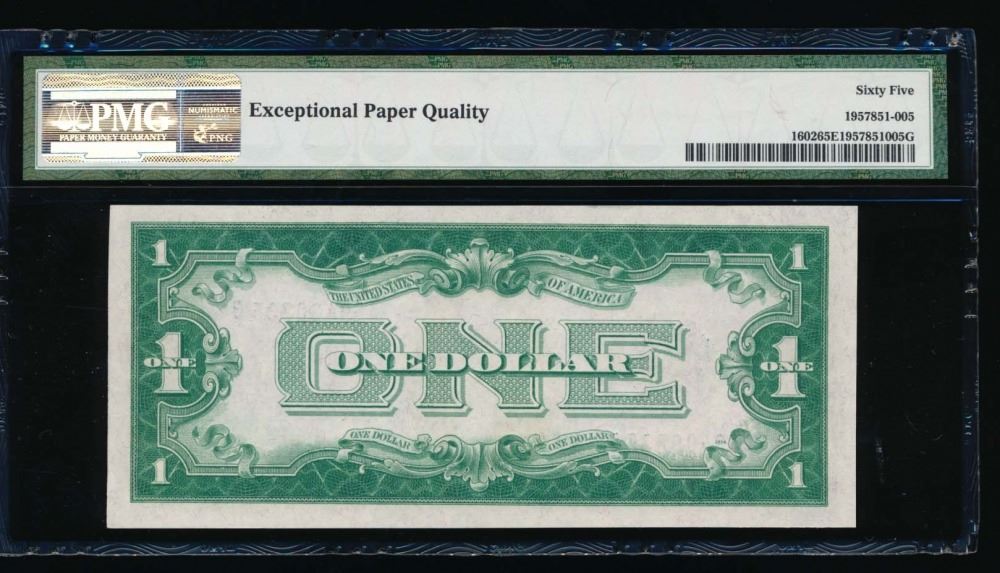 PMG
PAPER MONEY GUARANTY
NUMISMATIC
PNG
Exceptional Paper Quality
Sixty Five
1957851-005
160265E1957851005G
1
1
THE UNITED STATES
OF AMERICA
ONE
ONE DOLLAR
1
ONE
1
ONE
ONE DOLLAR
ONE DOLLAR
1
1